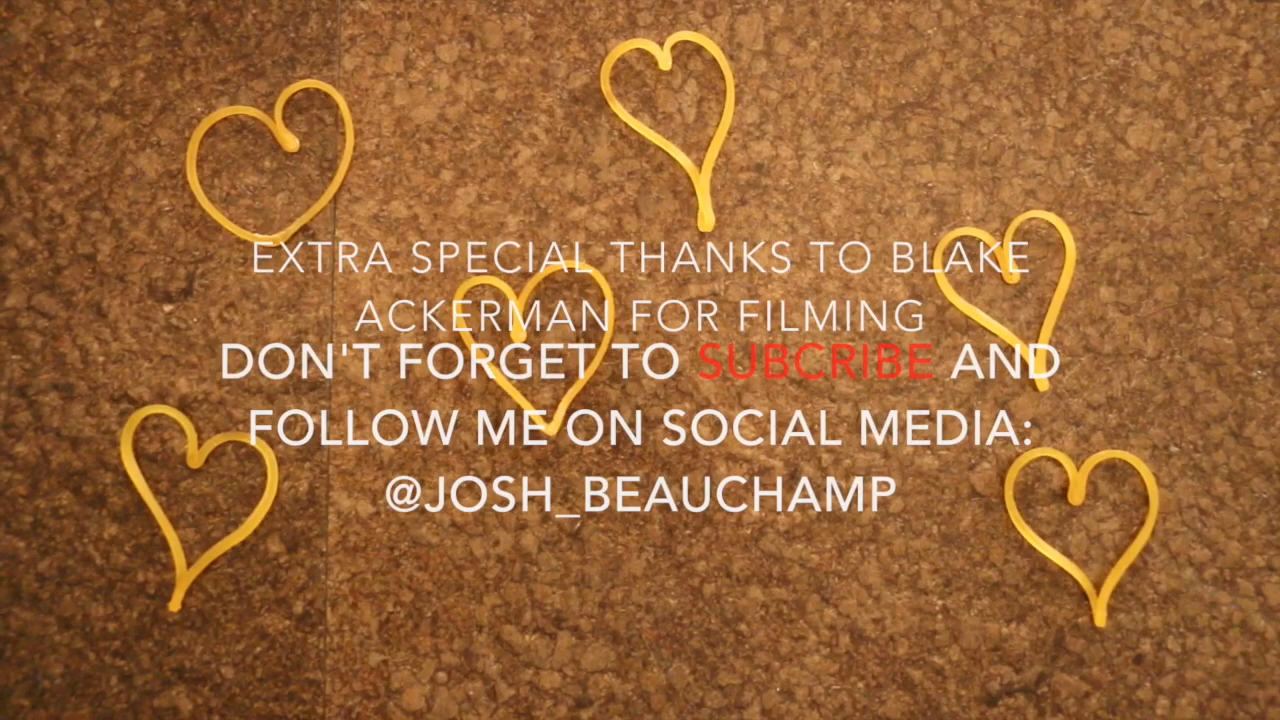 EXTRA SPECIAL THANKS TO BLAKE
ACKERMAN FOR FILMING
DON'T FORGET TO SUBCRIBE AND
FOLLOW ME ON SOCIAL MEDIA:
@JOSH_BEAUCHAMP